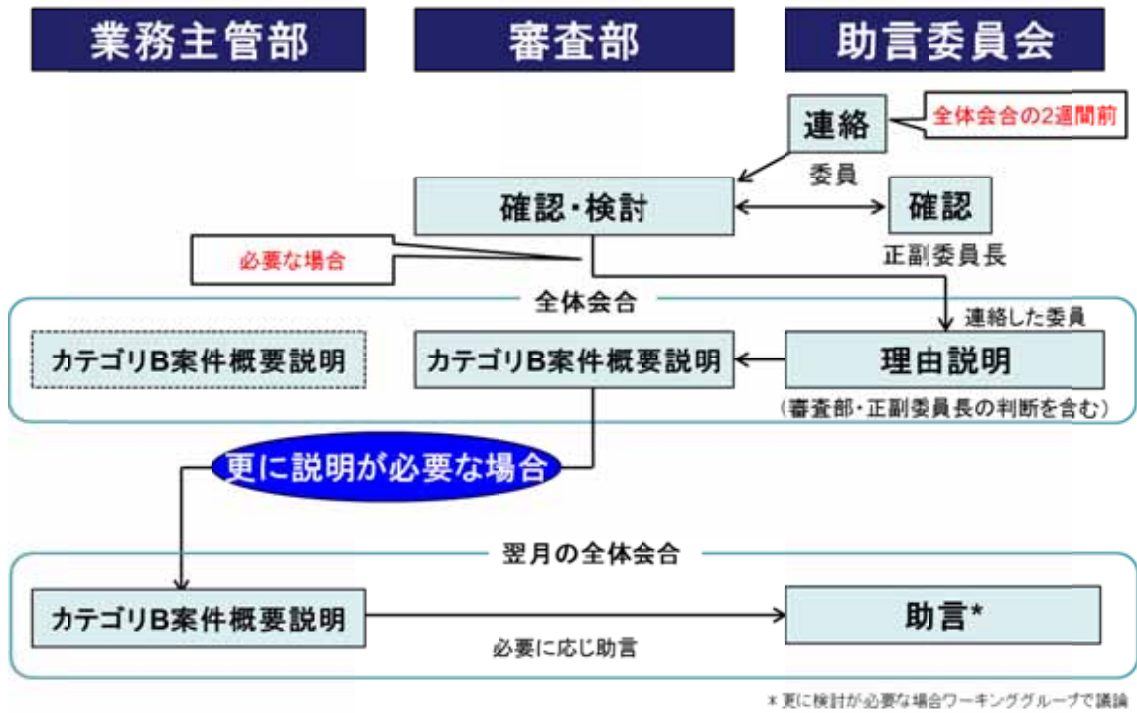 業務主管部
審査部
助言委員会
連絡
全体会合の2週間前
委員
確認・検討
確認
正副委員長
必要な場合
全体会合
連絡した委員
カテゴリB案件概要説明
カテゴリB案件概要説明
理由説明
(審査部・正副委員長の判断を含む)
更に説明が必要な場合
翌月の全体会合
カテゴリB案件概要説明
助言*
必要に応じ助言
*更に検討が必要な場合ワーキンググループで議論